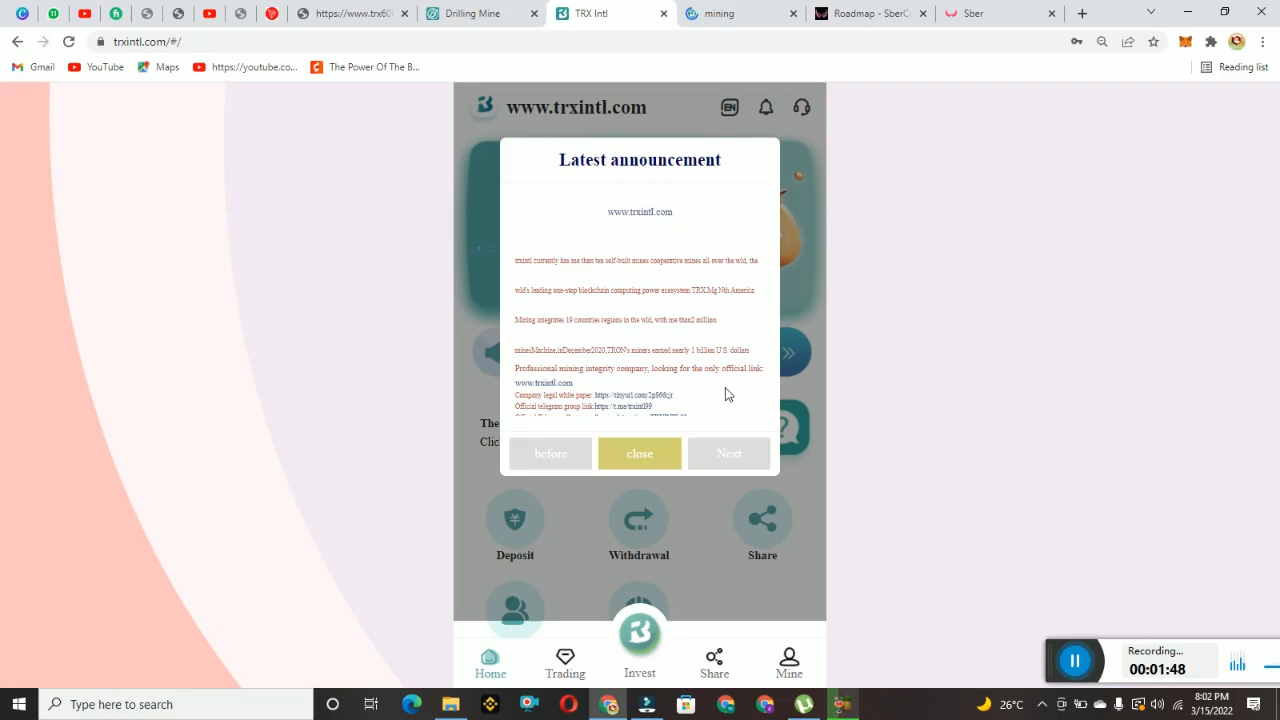 https://www.trx60
Drilling Mine
TRX Intl
mining
Roadmap - SberC
Sber
trxintl.com/#/
Gmail
YouTube
Maps
https://youtube.co...
The Power Of The B...
Reading list
www.trxintl.com
EN
Latest announcement
www.trxintl.com
trxintl currently has me than ten self-built mines cooperative mines all over the wld, the
wld's leading one-stop blockchain computing power ecosystem TRX.Mg Nth America
Mining integrates 19 countries regions in the wld, with me than2 million
minesMachine,inDecember2020,TRON's miners earned nearly 1 billion U.S. dollars
Professional mining integrity company, looking for the only official link:
www.trxintl.com
Company legal white paper: https://tinyurl.com/2p866cjr
Official telegram group link https://t.me/trxintl99
The
Clic
before
close
Next
Deposit
Withdrawal
Share
Home
Trading
Invest
Share
Mine
Recording...
00:01:48
Type here to search
26°C
8:02 PM
3/15/2022